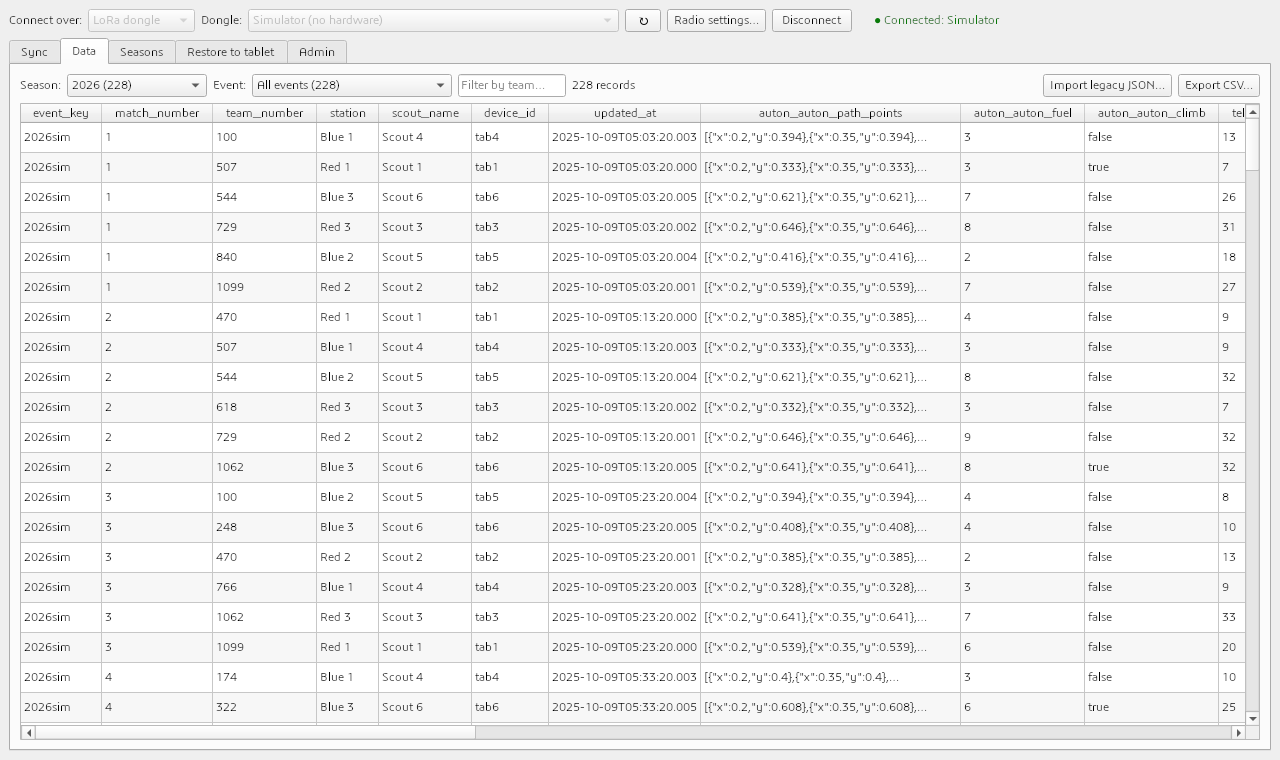 Connect over: LoRa dongle Dongle: Simulator (no hardware) ↻ Radio settings... Disconnect ● Connected: Simulator
Sync Data Seasons Restore to tablet Admin
Season: 2026 (228) Event: All events (228) Filter by team... 228 records Import legacy JSON... Export CSV...
event_key match_number team_number station scout_name device_id updated_at auton_auton_path_points auton_auton_fuel auton_auton_climb tel
2026sim 1 100 Blue 1 Scout 4 tab4 2025-10-09T05:03:20.003 [{"x":0.2,"y":0.394},{"x":0.35,"y":0.394},... 3 false 13
2026sim 1 507 Red 1 Scout 1 tab1 2025-10-09T05:03:20.000 [{"x":0.2,"y":0.333},{"x":0.35,"y":0.333},... 3 true 7
2026sim 1 544 Blue 3 Scout 6 tab6 2025-10-09T05:03:20.005 [{"x":0.2,"y":0.621},{"x":0.35,"y":0.621},... 7 false 26
2026sim 1 729 Red 3 Scout 3 tab3 2025-10-09T05:03:20.002 [{"x":0.2,"y":0.646},{"x":0.35,"y":0.646},... 8 false 31
2026sim 1 840 Blue 2 Scout 5 tab5 2025-10-09T05:03:20.004 [{"x":0.2,"y":0.416},{"x":0.35,"y":0.416},... 2 false 18
2026sim 1 1099 Red 2 Scout 2 tab2 2025-10-09T05:03:20.001 [{"x":0.2,"y":0.539},{"x":0.35,"y":0.539},... 7 false 27
2026sim 2 470 Red 1 Scout 1 tab1 2025-10-09T05:13:20.000 [{"x":0.2,"y":0.385},{"x":0.35,"y":0.385},... 4 false 9
2026sim 2 507 Blue 1 Scout 4 tab4 2025-10-09T05:13:20.003 [{"x":0.2,"y":0.333},{"x":0.35,"y":0.333},... 3 false 9
2026sim 2 544 Blue 2 Scout 5 tab5 2025-10-09T05:13:20.004 [{"x":0.2,"y":0.621},{"x":0.35,"y":0.621},... 8 false 32
2026sim 2 618 Red 3 Scout 3 tab3 2025-10-09T05:13:20.002 [{"x":0.2,"y":0.332},{"x":0.35,"y":0.332},... 3 false 7
2026sim 2 729 Red 2 Scout 2 tab2 2025-10-09T05:13:20.001 [{"x":0.2,"y":0.646},{"x":0.35,"y":0.646},... 9 false 32
2026sim 2 1062 Blue 3 Scout 6 tab6 2025-10-09T05:13:20.005 [{"x":0.2,"y":0.641},{"x":0.35,"y":0.641},... 8 true 32
2026sim 3 100 Blue 2 Scout 5 tab5 2025-10-09T05:23:20.004 [{"x":0.2,"y":0.394},{"x":0.35,"y":0.394},... 4 false 8
2026sim 3 248 Blue 3 Scout 6 tab6 2025-10-09T05:23:20.005 [{"x":0.2,"y":0.408},{"x":0.35,"y":0.408},... 4 false 10
2026sim 3 470 Red 2 Scout 2 tab2 2025-10-09T05:23:20.001 [{"x":0.2,"y":0.385},{"x":0.35,"y":0.385},... 2 false 13
2026sim 3 766 Blue 1 Scout 4 tab4 2025-10-09T05:23:20.003 [{"x":0.2,"y":0.328},{"x":0.35,"y":0.328},... 3 false 9
2026sim 3 1062 Red 3 Scout 3 tab3 2025-10-09T05:23:20.002 [{"x":0.2,"y":0.641},{"x":0.35,"y":0.641},... 7 false 33
2026sim 3 1099 Red 1 Scout 1 tab1 2025-10-09T05:23:20.000 [{"x":0.2,"y":0.539},{"x":0.35,"y":0.539},... 6 false 20
2026sim 4 174 Blue 1 Scout 4 tab4 2025-10-09T05:33:20.003 [{"x":0.2,"y":0.4},{"x":0.35,"y":0.4},... 3 false 10
2026sim 4 322 Blue 3 Scout 6 tab6 2025-10-09T05:33:20.005 [{"x":0.2,"y":0.608},{"x":0.35,"y":0.608},... 6 true 25